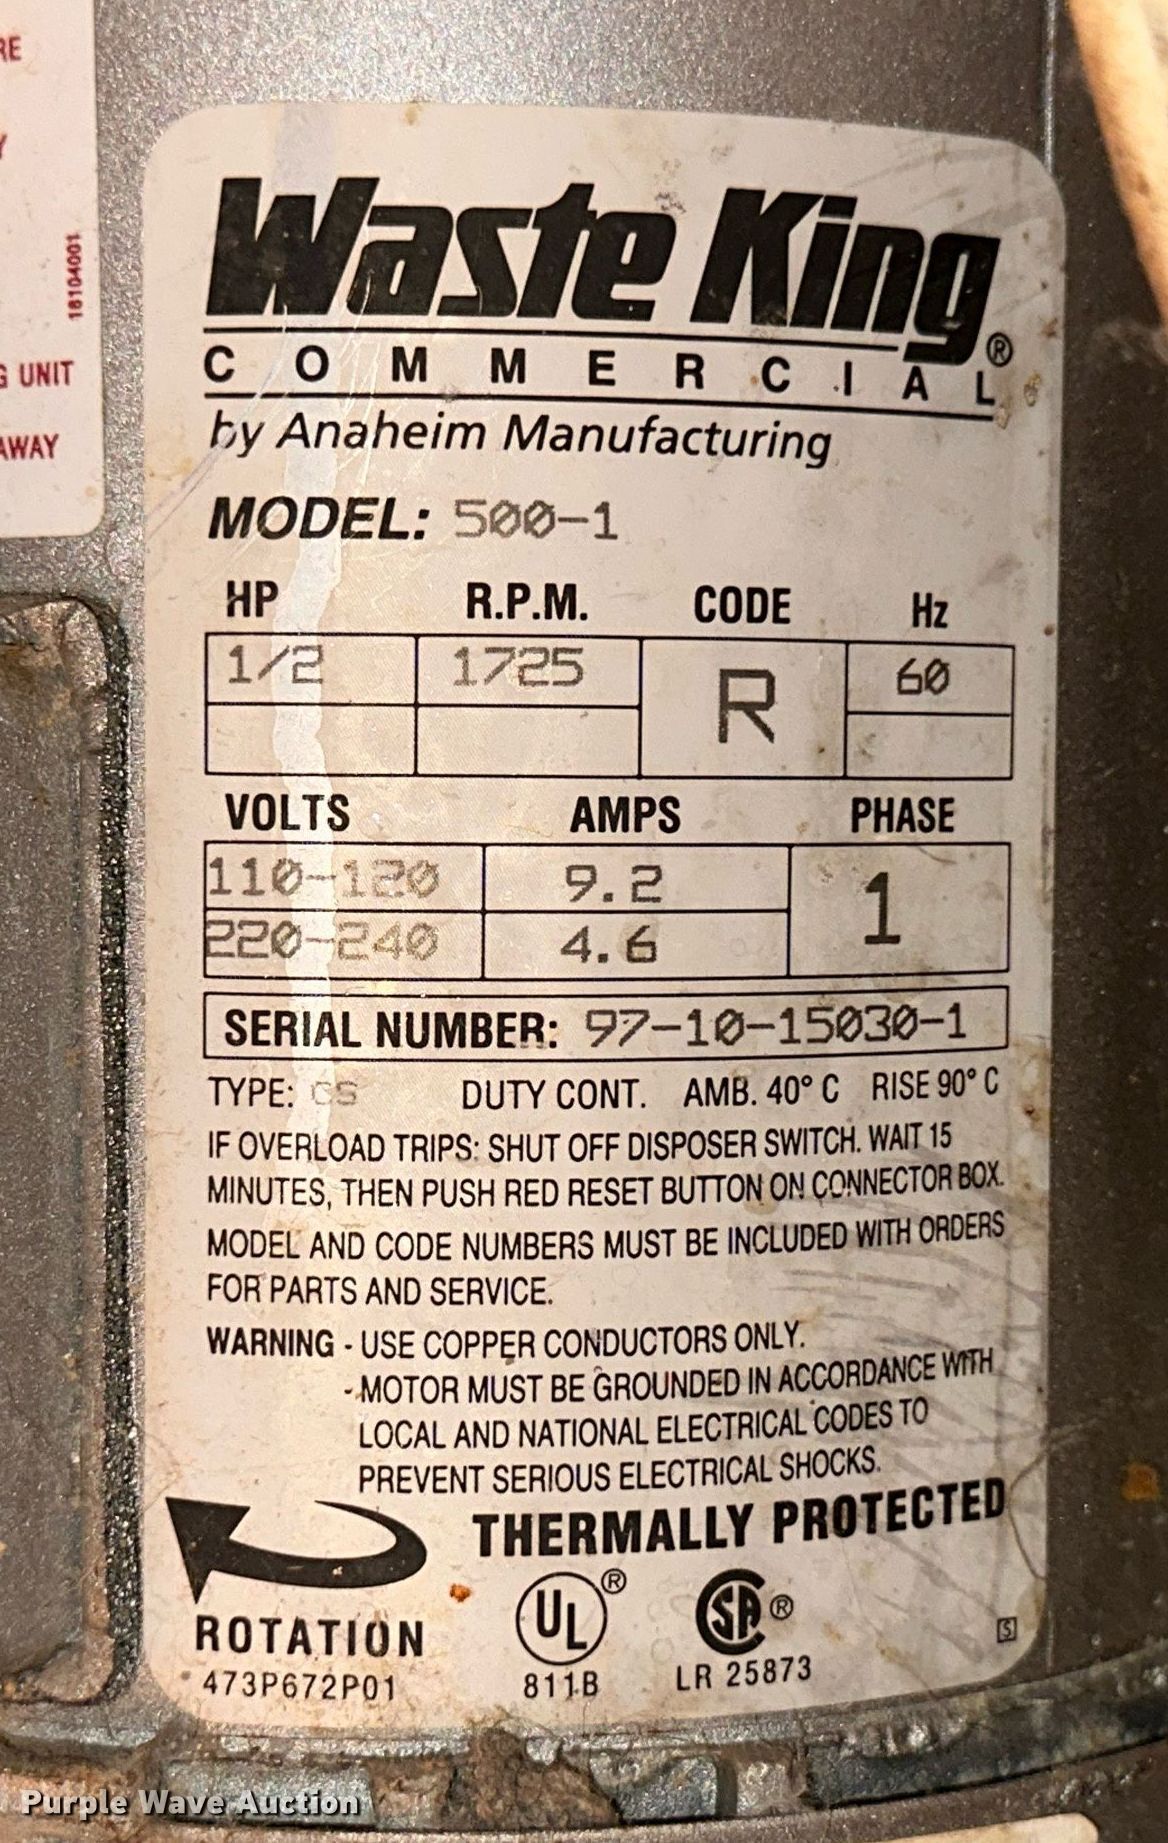 RE
Y
18104001
G UNIT
AWAY
Waste King®
COMMERCIAL
by Anaheim Manufacturing
MODEL: 500-1
HP R.P.M. CODE Hz
1/2 1725 R 60
VOLTS AMPS PHASE
110-120 9.2 1
220-240 4.6
SERIAL NUMBER: 97-10-15030-1
TYPE: CS DUTY CONT. AMB. 40° C RISE 90° C
IF OVERLOAD TRIPS: SHUT OFF DISPOSER SWITCH. WAIT 15
MINUTES, THEN PUSH RED RESET BUTTON ON CONNECTOR BOX.
MODEL AND CODE NUMBERS MUST BE INCLUDED WITH ORDERS
FOR PARTS AND SERVICE.
WARNING - USE COPPER CONDUCTORS ONLY.
- MOTOR MUST BE GROUNDED IN ACCORDANCE WITH
LOCAL AND NATIONAL ELECTRICAL CODES TO
PREVENT SERIOUS ELECTRICAL SHOCKS.
THERMALLY PROTECTED
ROTATION
473P672P01
UL®
811B
SA®
LR 25873
S
Purple Wave Auction